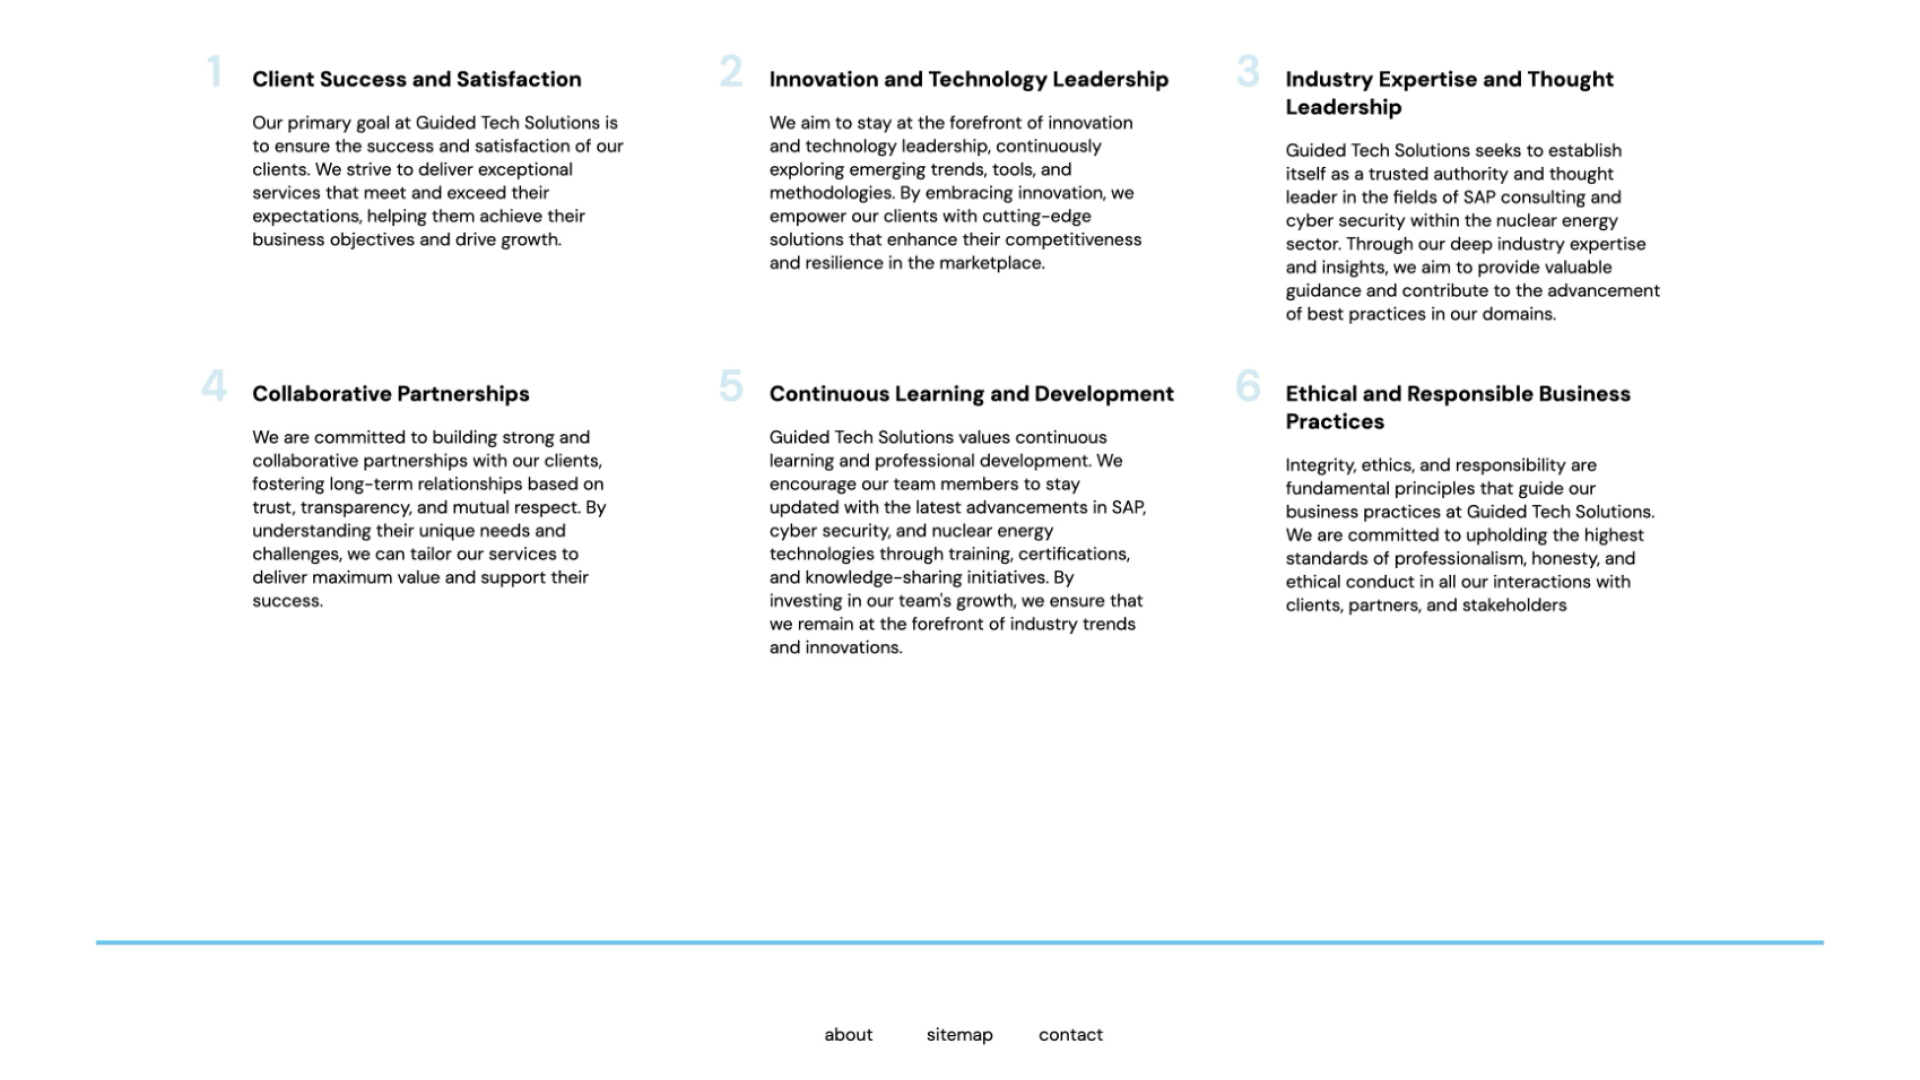 1
Client Success and Satisfaction
Our primary goal at Guided Tech Solutions is
to ensure the success and satisfaction of our
clients. We strive to deliver exceptional
services that meet and exceed their
expectations, helping them achieve their
business objectives and drive growth.
2
Innovation and Technology Leadership
We aim to stay at the forefront of innovation
and technology leadership, continuously
exploring emerging trends, tools, and
methodologies. By embracing innovation, we
empower our clients with cutting-edge
solutions that enhance their competitiveness
and resilience in the marketplace.
3
Industry Expertise and Thought
Leadership
Guided Tech Solutions seeks to establish
itself as a trusted authority and thought
leader in the fields of SAP consulting and
cyber security within the nuclear energy
sector. Through our deep industry expertise
and insights, we aim to provide valuable
guidance and contribute to the advancement
of best practices in our domains.
4
Collaborative Partnerships
We are committed to building strong and
collaborative partnerships with our clients,
fostering long-term relationships based on
trust, transparency, and mutual respect. By
understanding their unique needs and
challenges, we can tailor our services to
deliver maximum value and support their
success.
5
Continuous Learning and Development
Guided Tech Solutions values continuous
learning and professional development. We
encourage our team members to stay
updated with the latest advancements in SAP,
cyber security, and nuclear energy
technologies through training, certifications,
and knowledge-sharing initiatives. By
investing in our team's growth, we ensure that
we remain at the forefront of industry trends
and innovations.
6
Ethical and Responsible Business
Practices
Integrity, ethics, and responsibility are
fundamental principles that guide our
business practices at Guided Tech Solutions.
We are committed to upholding the highest
standards of professionalism, honesty, and
ethical conduct in all our interactions with
clients, partners, and stakeholders
about sitemap contact